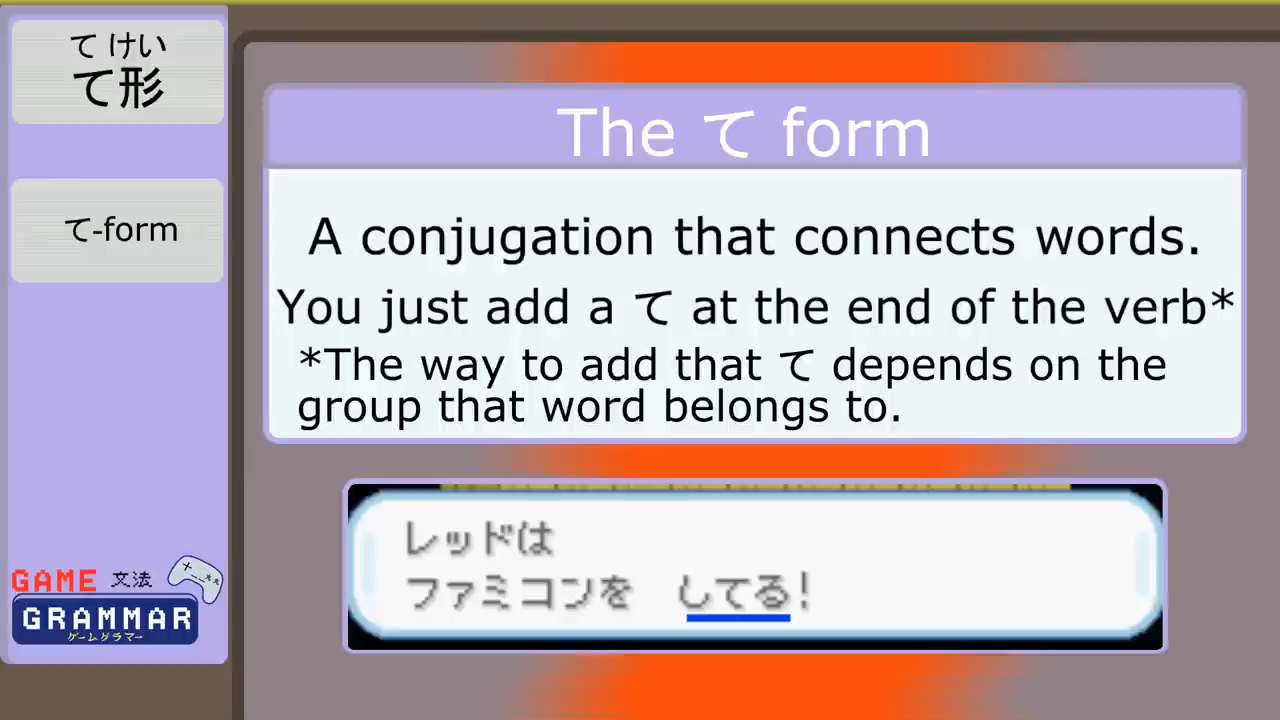 て けい
て形
て-form
GAME 文法
GRAMMAR
ゲームグラマー
The て form
A conjugation that connects words.
You just add a て at the end of the verb*
*The way to add that て depends on the
group that word belongs to.
レッドは
ファミコンを してる!